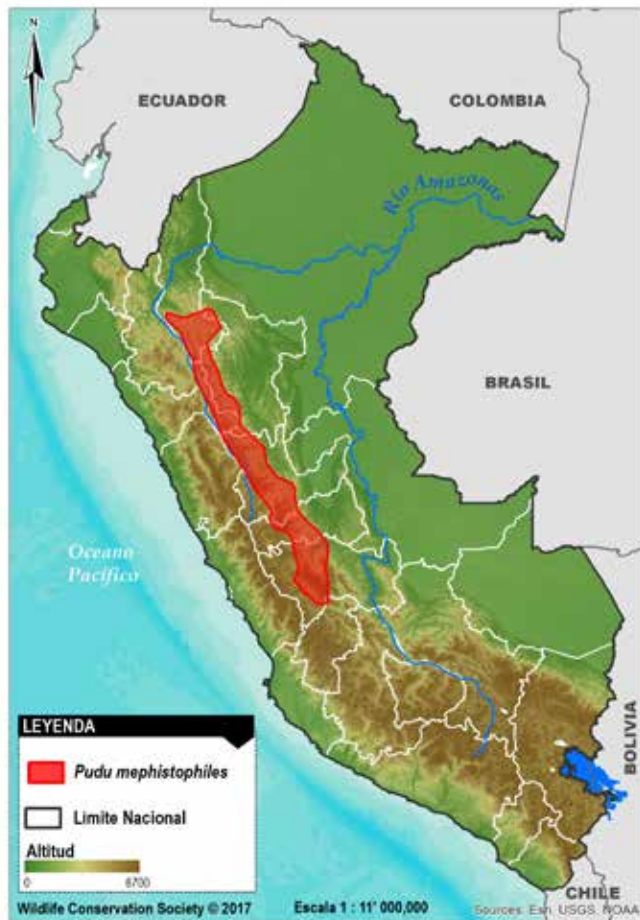 N
ECUADOR
COLOMBIA
Río Amazonas
BRASIL
Oceano
Pacífico
BOLIVIA
LEYENDA
Pudu mephistophiles
Limite Nacional
Altitud
0
6700
CHILE
Wildlife Conservation Society © 2017
Escala 1 : 11' 000,000
Sources: Esri, USGS, NOAA